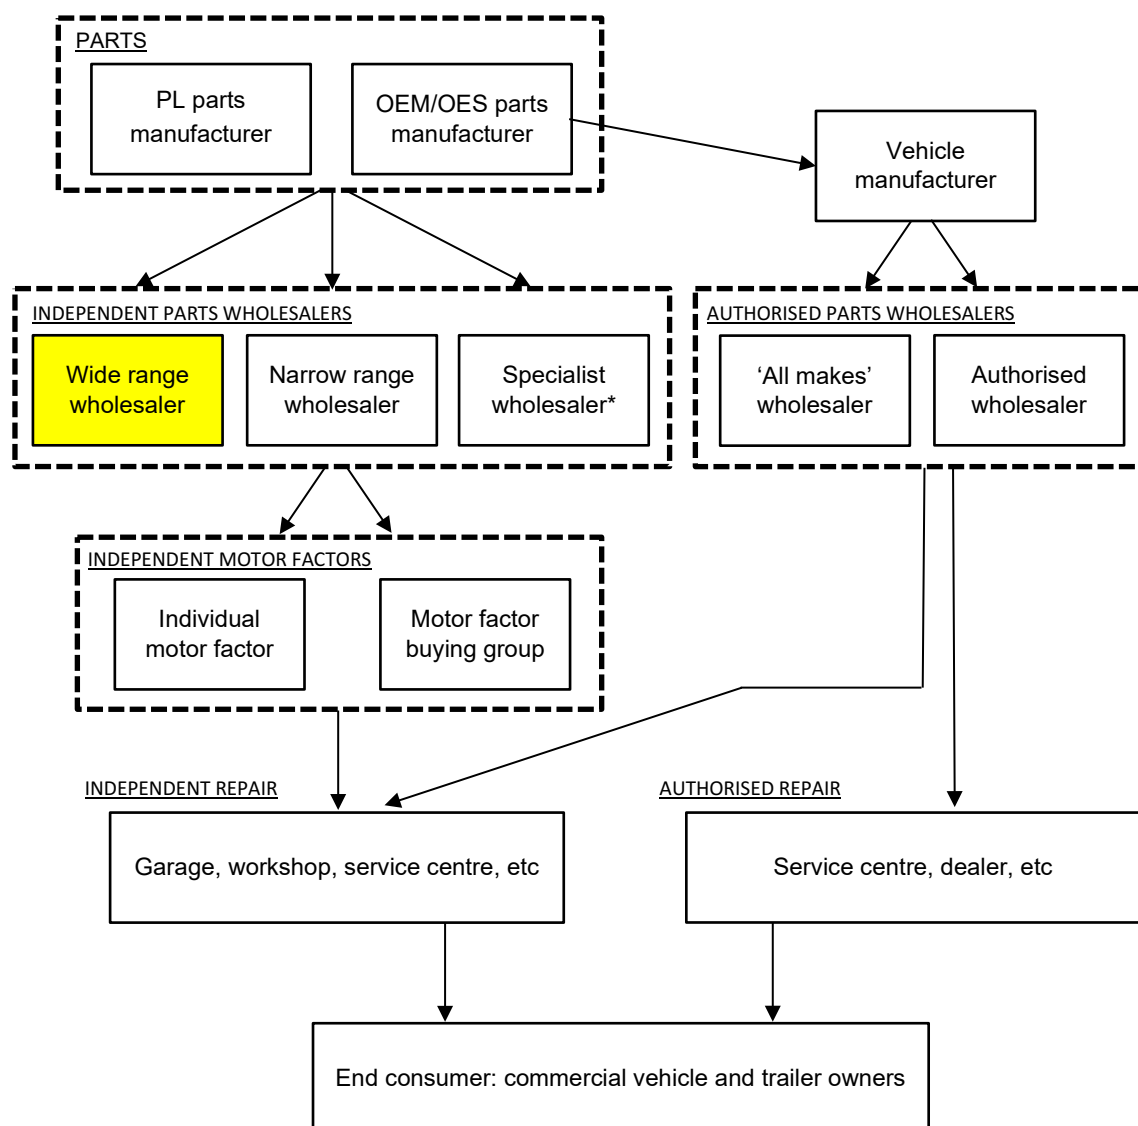 PARTS
PL parts
manufacturer
OEM/OES parts
manufacturer
Vehicle
manufacturer
INDEPENDENT PARTS WHOLESALERS
Wide range
wholesaler
Narrow range
wholesaler
Specialist
wholesaler*
AUTHORISED PARTS WHOLESALERS
‘All makes’
wholesaler
Authorised
wholesaler
INDEPENDENT MOTOR FACTORS
Individual
motor factor
Motor factor
buying group
INDEPENDENT REPAIR
Garage, workshop, service centre, etc
AUTHORISED REPAIR
Service centre, dealer, etc
End consumer: commercial vehicle and trailer owners